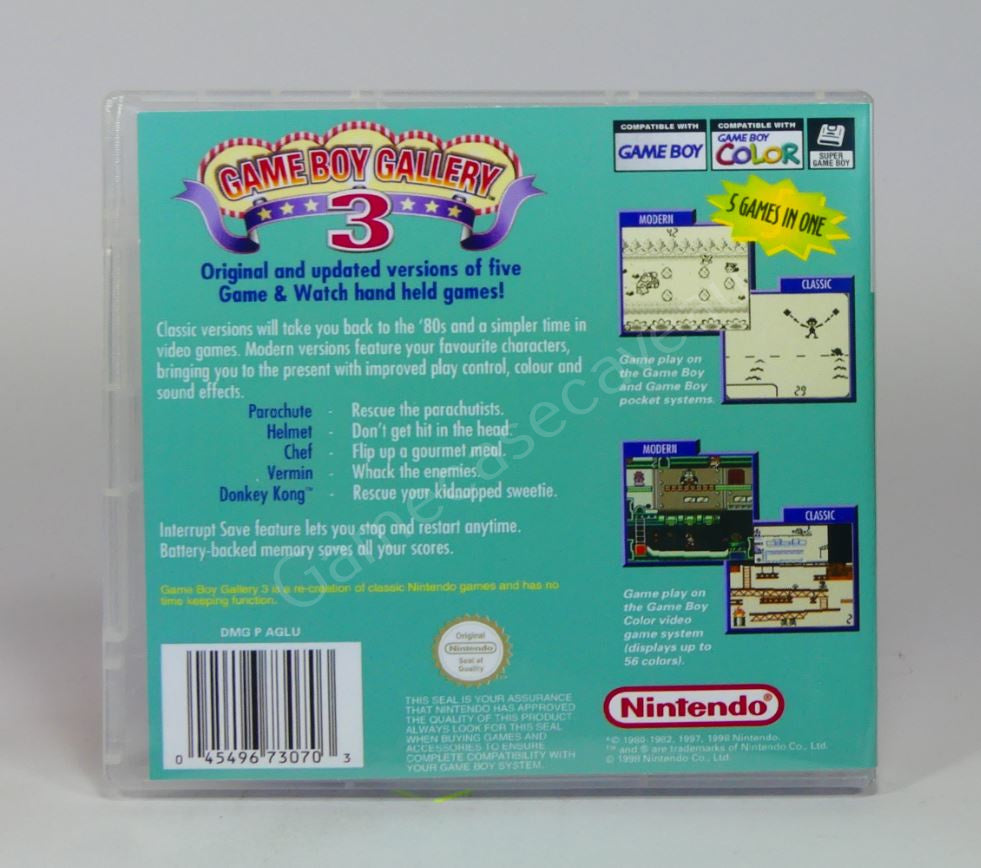 GAME BOY GALLERY™
3
Original and updated versions of five
Game & Watch hand held games!
Classic versions will take you back to the '80s and a simpler time in
video games. Modern versions feature your favourite characters,
bringing you to the present with improved play control, colour and
sound effects.
Parachute - Rescue the parachutists.
Helmet - Don't get hit in the head.
Chef - Flip up a gourmet meal.
Vermin - Whack the enemies.
Donkey Kong™ - Rescue your kidnapped sweetie.
Interrupt Save feature lets you stop and restart anytime.
Battery-backed memory saves all your scores.
Game Boy Gallery 3 is a re-creation of classic Nintendo games and has no
time keeping function.
DMG P AGLU
0 45496 73070 3
Original
Nintendo
Seal of
Quality
THIS SEAL IS YOUR ASSURANCE
THAT NINTENDO HAS APPROVED
THE QUALITY OF THIS PRODUCT
ALWAYS LOOK FOR THIS SEAL
WHEN BUYING GAMES AND
ACCESSORIES TO ENSURE
COMPLETE COMPATIBILITY WITH
YOUR GAME BOY SYSTEM.
COMPATIBLE WITH
GAME BOY
COMPATIBLE WITH
GAME BOY
COLOR
SUPER
GAME BOY
5 GAMES IN ONE
MODERN
42
CLASSIC
29
Game play on
the Game Boy
and Game Boy
pocket systems.
MODERN
CLASSIC
2
Game play on
the Game Boy
Color video
game system
(displays up to
56 colors).
Nintendo®
©
1980-1982, 1997, 1998 Nintendo.
™ and ® are trademarks of Nintendo Co., Ltd.
© 1998 Nintendo Co., Ltd.